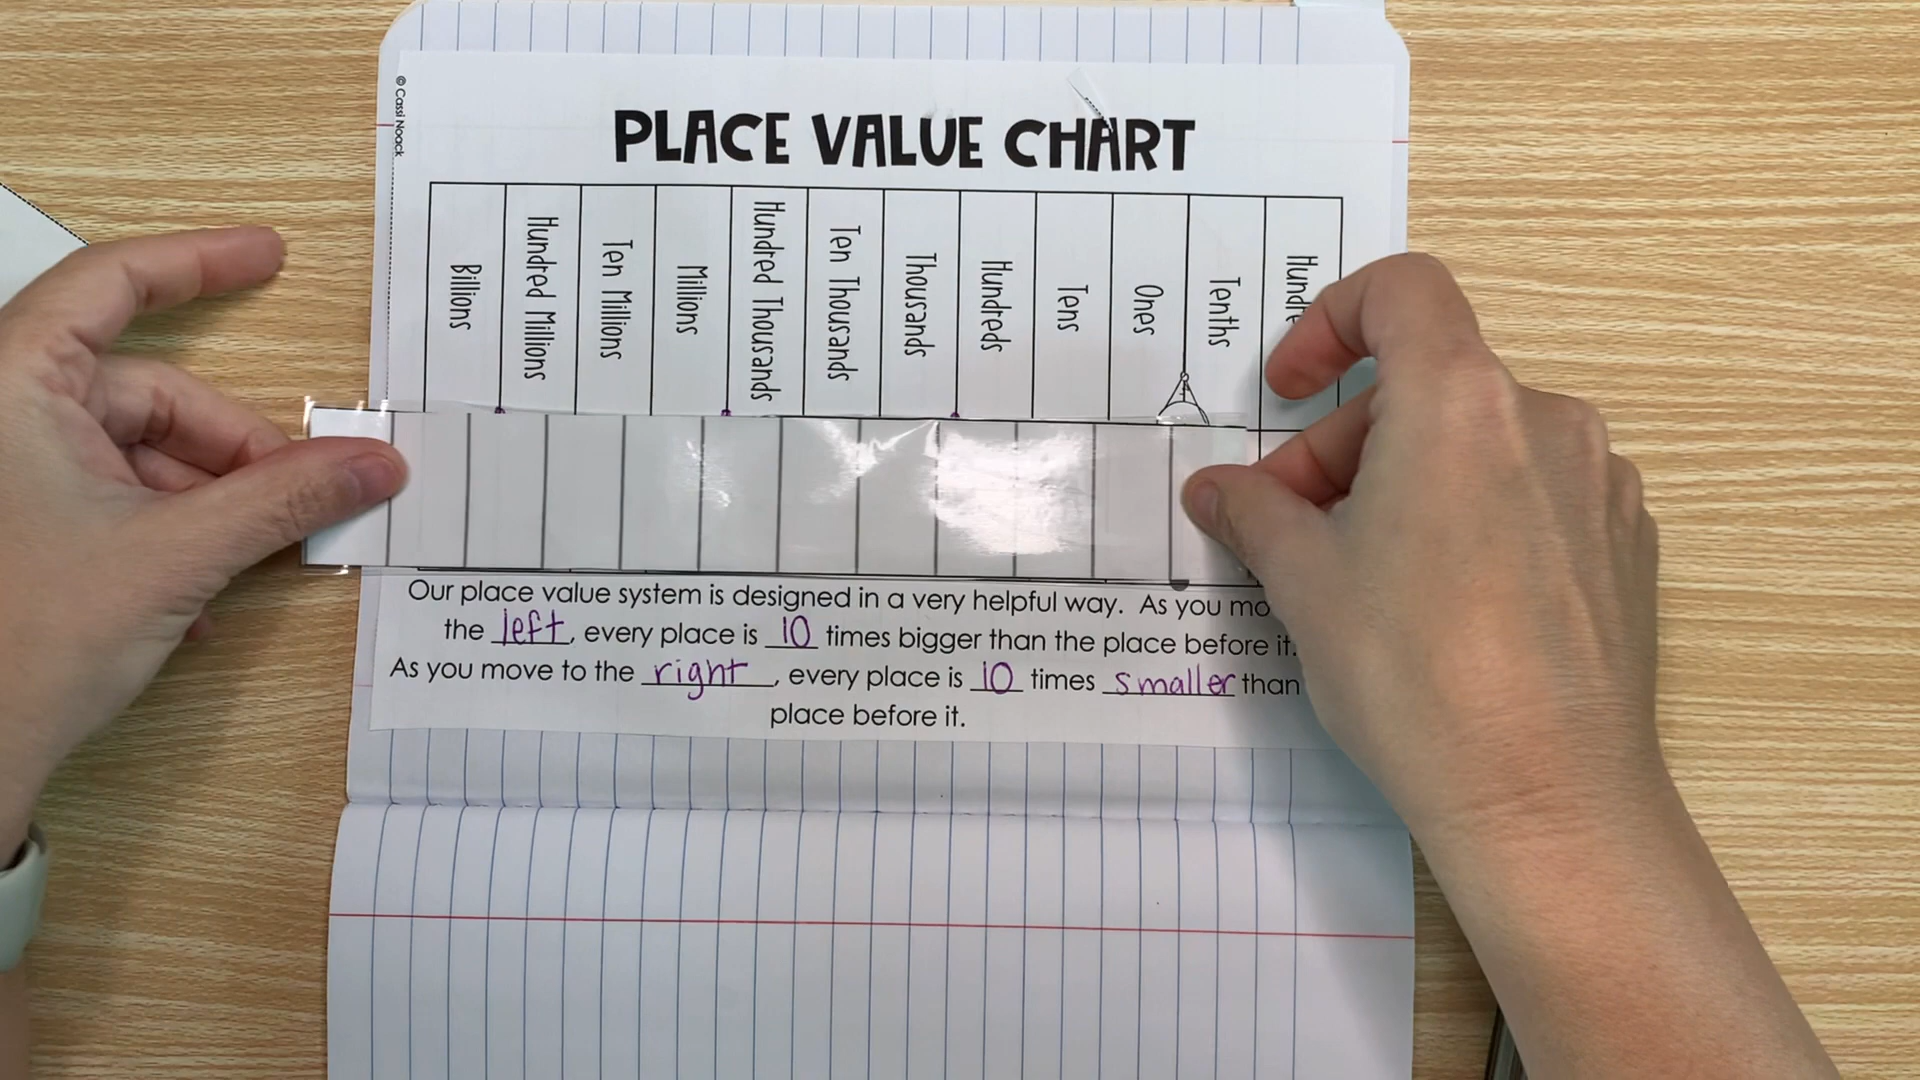 © Cassi Noack
PLACE VALUE CHART
Billions
Hundred Millions
Ten Millions
Millions
Hundred Thousands
Ten Thousands
Thousands
Hundreds
Tens
Ones
Tenths
Our place value system is designed in a very helpful way. As you
the left, every place is 10 times bigger than the place before it.
As you move to the right, every place is 10 times smaller than
place before it.